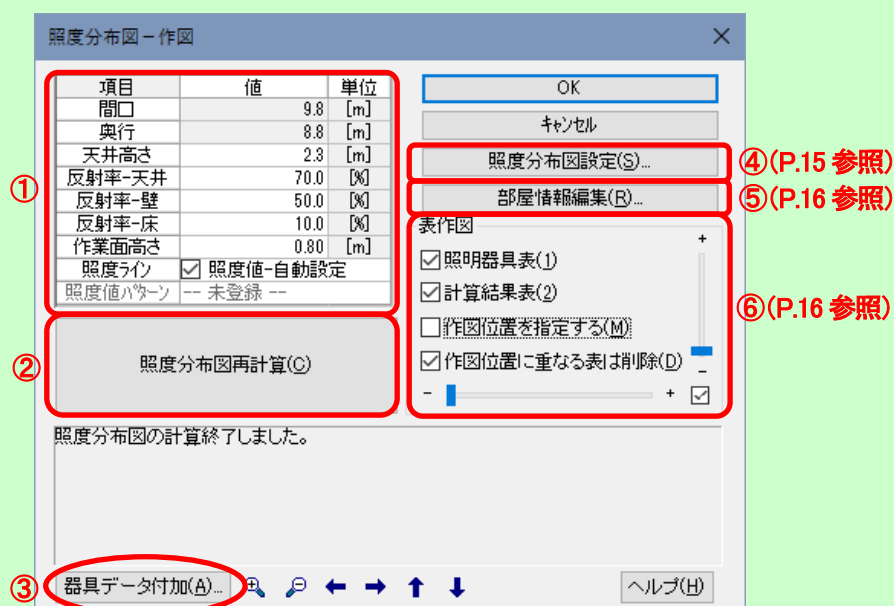 照度分布図－作図
項目 値 単位
間口 9.8 [m]
奥行 8.8 [m]
天井高さ 2.3 [m]
反射率-天井 70.0 [%]
反射率-壁 50.0 [%]
反射率-床 10.0 [%]
作業面高さ 0.80 [m]
照度ライン 照度値-自動設定
照度値パターン -- 未登録 --
①
OK
キャンセル
照度分布図設定(S)...
④(P.15 参照)
部屋情報編集(R)...
⑤(P.16 参照)
表作図
照明器具表(1)
計算結果表(2)
作図位置を指定する(M)
作図位置に重なる表は削除(D)
+
-
- +
⑥(P.16 参照)
②
照度分布図再計算(C)
照度分布図の計算終了しました。
③
器具データ付加(A)...
ヘルプ(H)